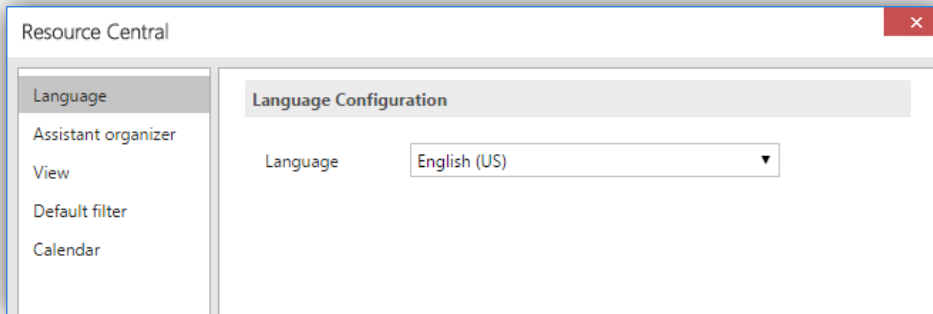 Resource Central
Language
Assistant organizer
View
Default filter
Calendar
Language Configuration
Language English (US)